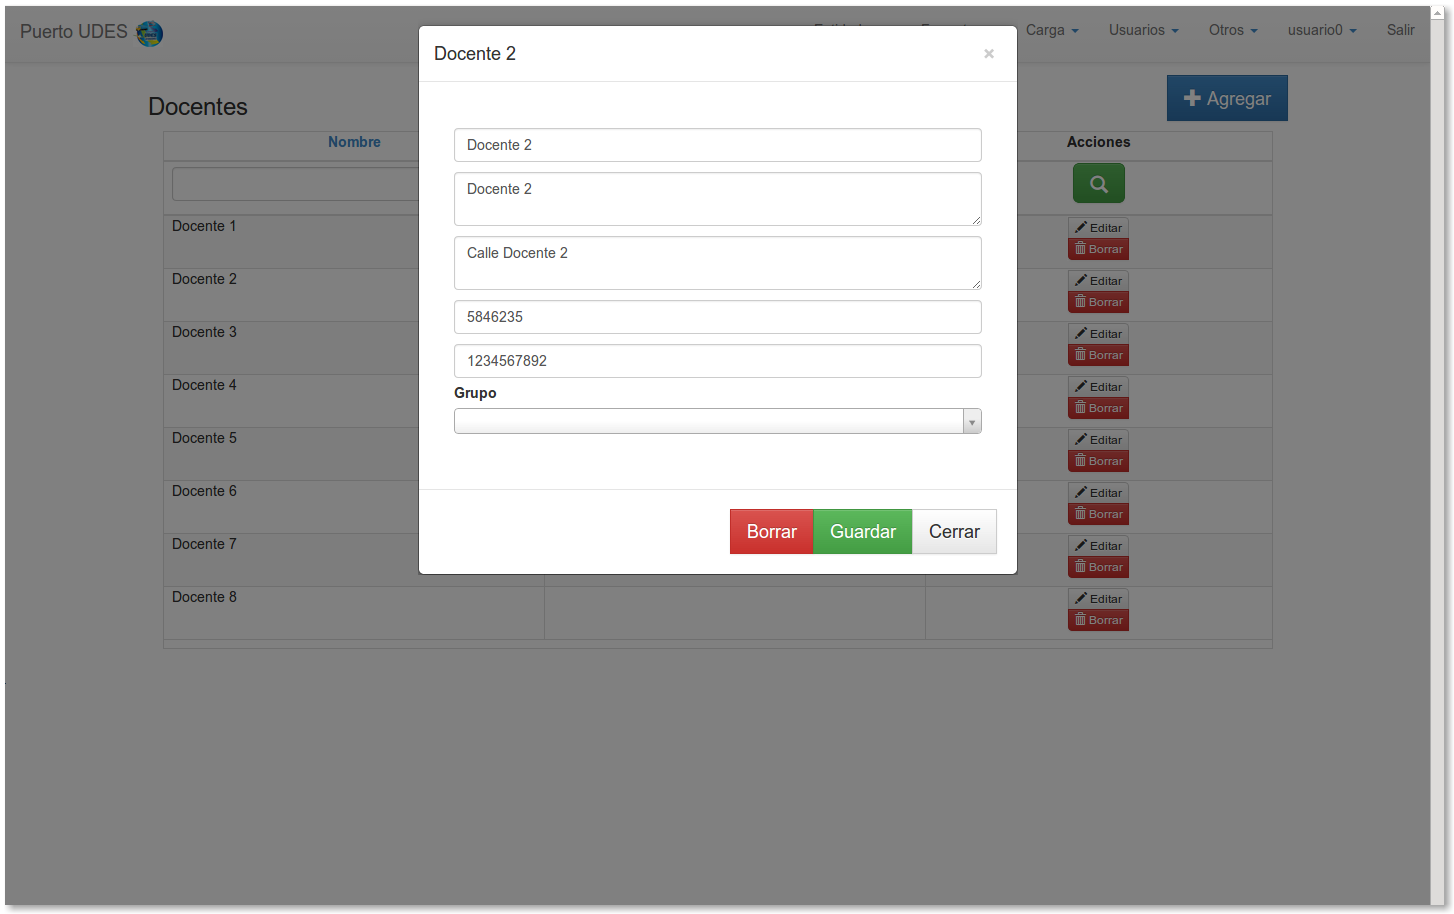 Puerto UDES
Carga
Usuarios
Otros
usuario0
Salir
Docente 2
×
Docentes
Agregar
Nombre
Acciones
Docente 2
Docente 2
Calle Docente 2
5846235
1234567892
Grupo
Borrar
Guardar
Cerrar
Docente 1
Editar
Borrar
Docente 2
Editar
Borrar
Docente 3
Editar
Borrar
Docente 4
Editar
Borrar
Docente 5
Editar
Borrar
Docente 6
Editar
Borrar
Docente 7
Editar
Borrar
Docente 8
Editar
Borrar